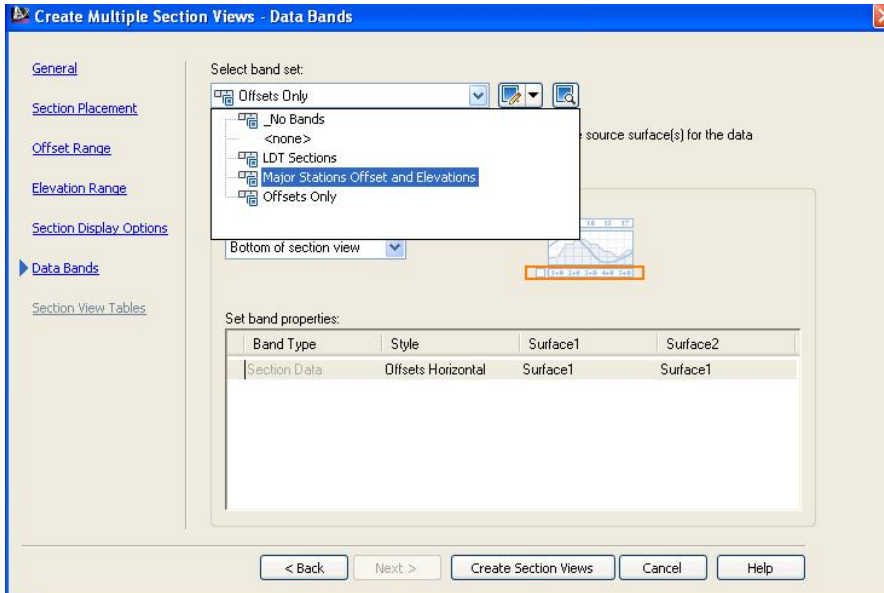 Create Multiple Section Views - Data Bands
General
Section Placement
Offset Range
Elevation Range
Section Display Options
Data Bands
Section View Tables
Select band set:
Offsets Only
_No Bands
<none>
LDT Sections
Major Stations Offset and Elevations
Offsets Only
source surface(s) for the data
Bottom of section view
Set band properties:
Band Type Style Surface1 Surface2
Section Data Offsets Horizontal Surface1 Surface1
< Back Next > Create Section Views Cancel Help